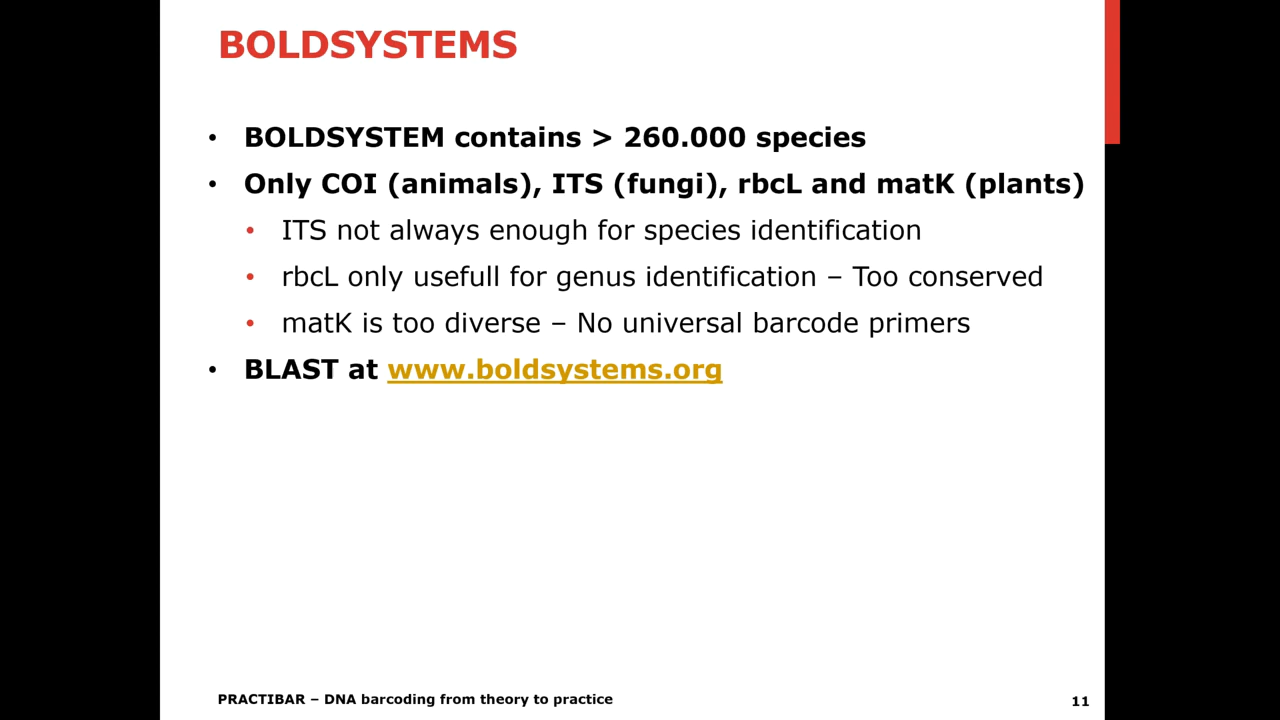 BOLDSYSTEMS
• BOLDSYSTEM contains > 260.000 species
• Only COI (animals), ITS (fungi), rbcL and matK (plants)
• ITS not always enough for species identification
• rbcL only usefull for genus identification – Too conserved
• matK is too diverse – No universal barcode primers
• BLAST at www.boldsystems.org
PRACTIBAR – DNA barcoding from theory to practice
11